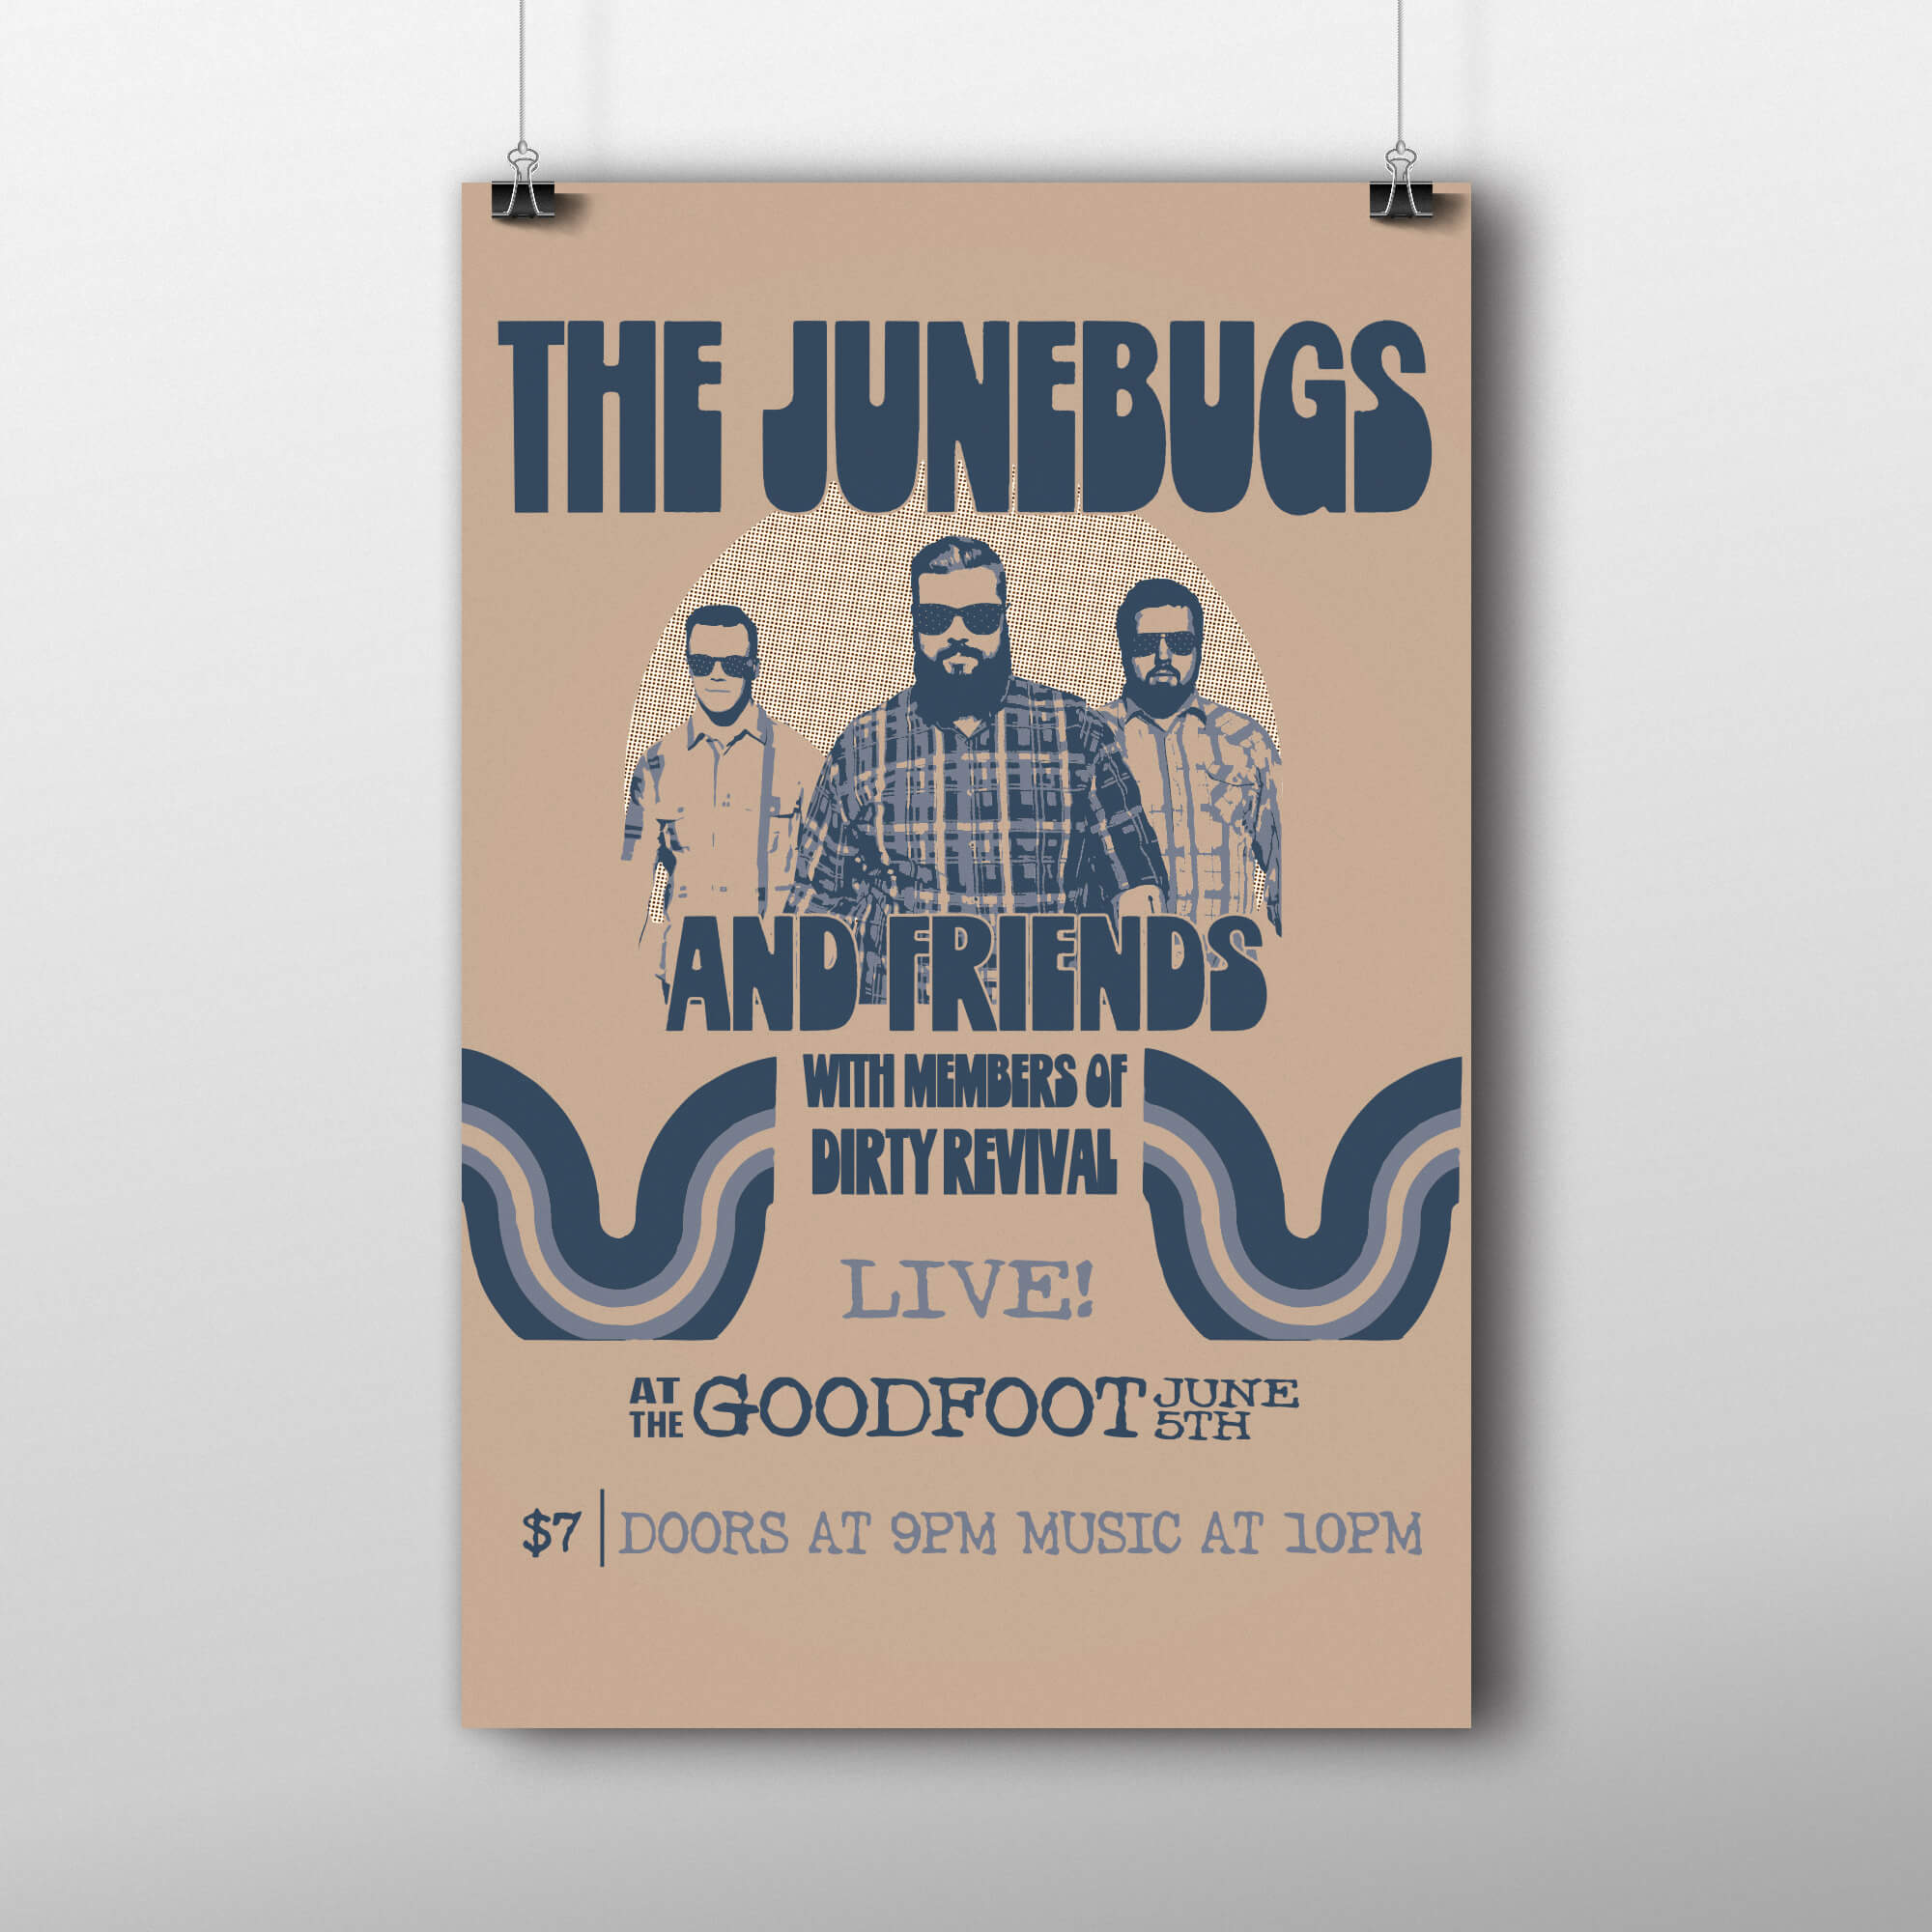 THE JUNEBUGS
AND FRIENDS
WITH MEMBERS OF
DIRTY REVIVAL
LIVE!
AT THE GOODFOOT JUNE 5TH
$7 | DOORS AT 9PM MUSIC AT 10PM